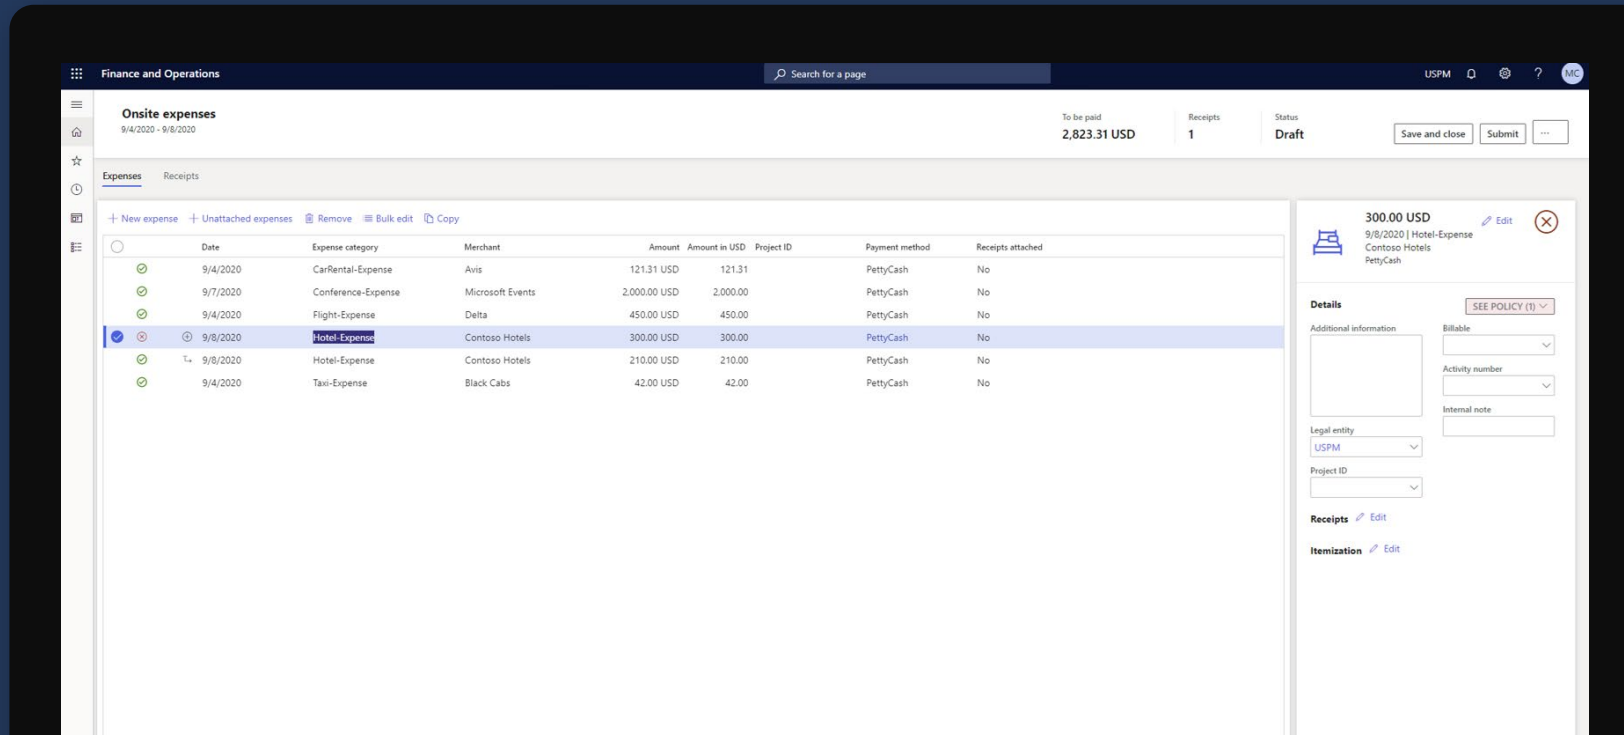 Finance and Operations
Search for a page
USPM
?
MC
Onsite expenses
9/4/2020 - 9/8/2020
To be paid
2,823.31 USD
Receipts
1
Status
Draft
Save and close
Submit
...
Expenses Receipts
+ New expense + Unattached expenses Remove Bulk edit Copy
Date Expense category Merchant Amount Amount in USD Project ID Payment method Receipts attached
9/4/2020 CarRental-Expense Avis 121.31 USD 121.31 PettyCash No
9/7/2020 Conference-Expense Microsoft Events 2,000.00 USD 2,000.00 PettyCash No
9/4/2020 Flight-Expense Delta 450.00 USD 450.00 PettyCash No
9/8/2020 Hotel-Expense Contoso Hotels 300.00 USD 300.00 PettyCash No
9/8/2020 Hotel-Expense Contoso Hotels 210.00 USD 210.00 PettyCash No
9/4/2020 Taxi-Expense Black Cabs 42.00 USD 42.00 PettyCash No
300.00 USD
Edit
9/8/2020 | Hotel-Expense
Contoso Hotels
PettyCash
Details
SEE POLICY (1)
Additional information
Billable
Activity number
Internal note
Legal entity
USPM
Project ID
Receipts Edit
Itemization Edit